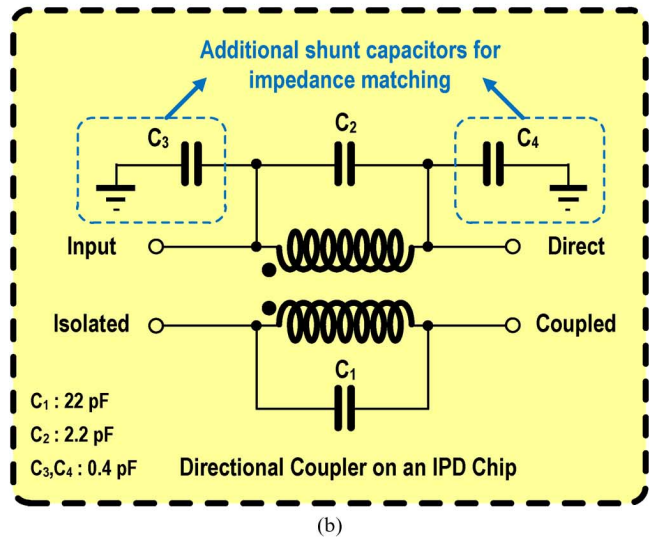 Additional shunt capacitors for
impedance matching
C₃
C₂
C₄
Input
Direct
Isolated
Coupled
C₁
C₁ : 22 pF
C₂ : 2.2 pF
C₃,C₄ : 0.4 pF
Directional Coupler on an IPD Chip
(b)